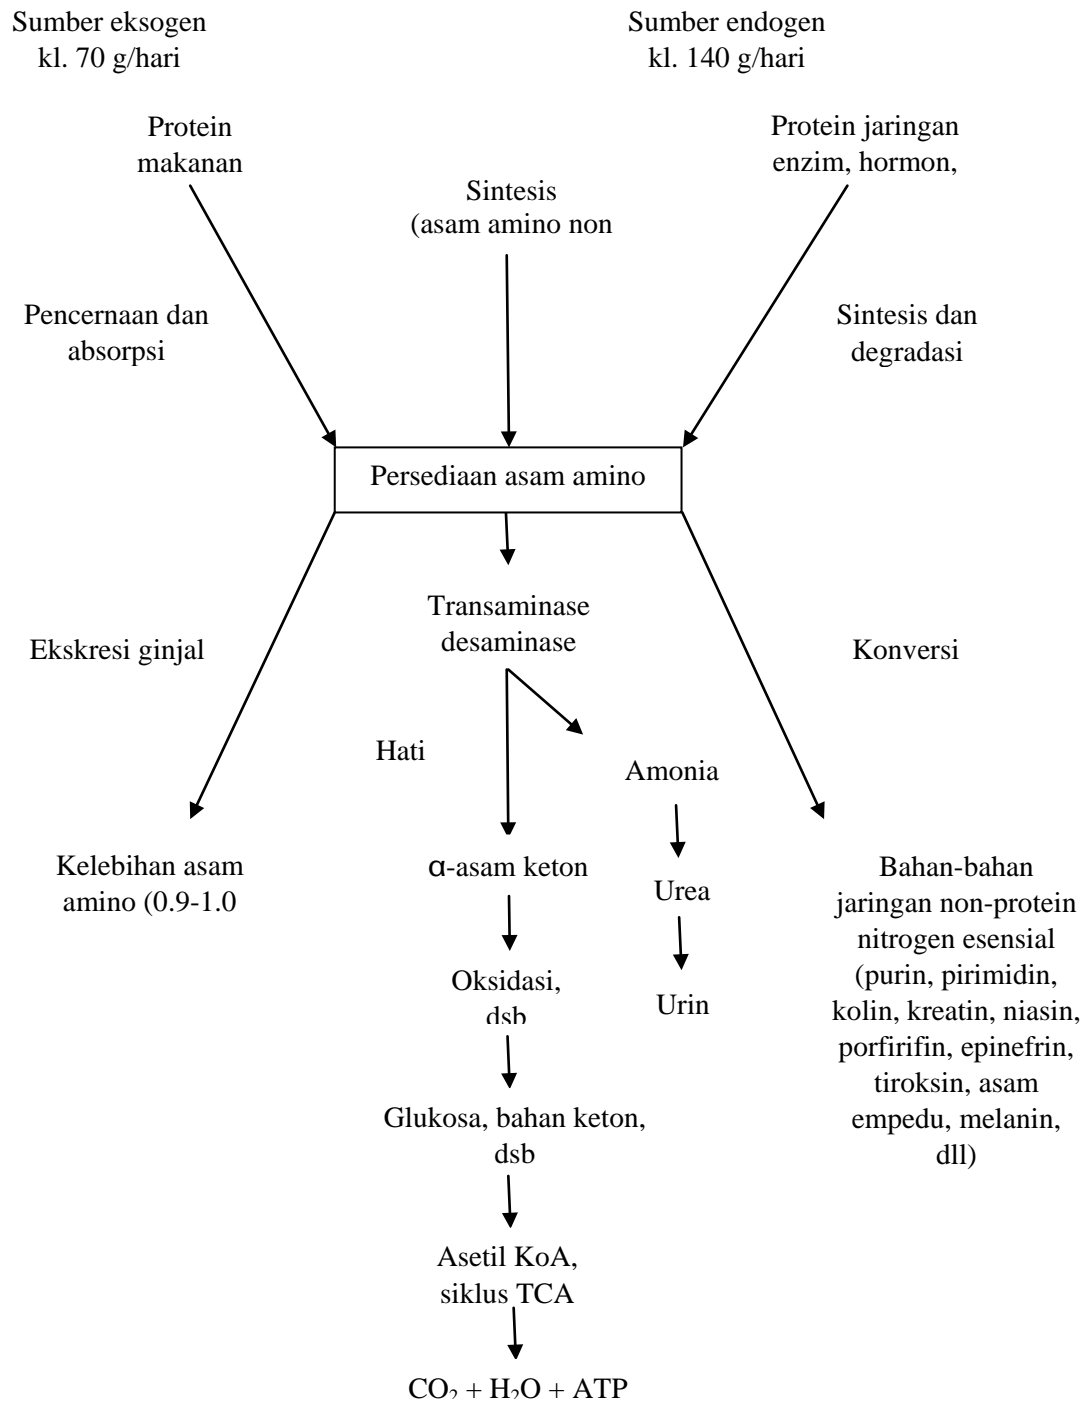 Sumber eksogen
kl. 70 g/hari
Sumber endogen
kl. 140 g/hari
Protein
makanan
Protein jaringan
enzim, hormon,
Sintesis
(asam amino non
Pencernaan dan
absorpsi
Sintesis dan
degradasi
Persediaan asam amino
Transaminase
desaminase
Ekskresi ginjal
Konversi
Hati
Amonia
Kelebihan asam
amino (0.9-1.0
α-asam keton
Urea
Bahan-bahan
jaringan non-protein
nitrogen esensial
(purin, pirimidin,
kolin, kreatin, niasin,
porfirifin, epinefrin,
tiroksin, asam
empedu, melanin,
dll)
Oksidasi,
dsb
Urin
Glukosa, bahan keton,
dsb
Asetil KoA,
siklus TCA
CO₂ + H₂O + ATP